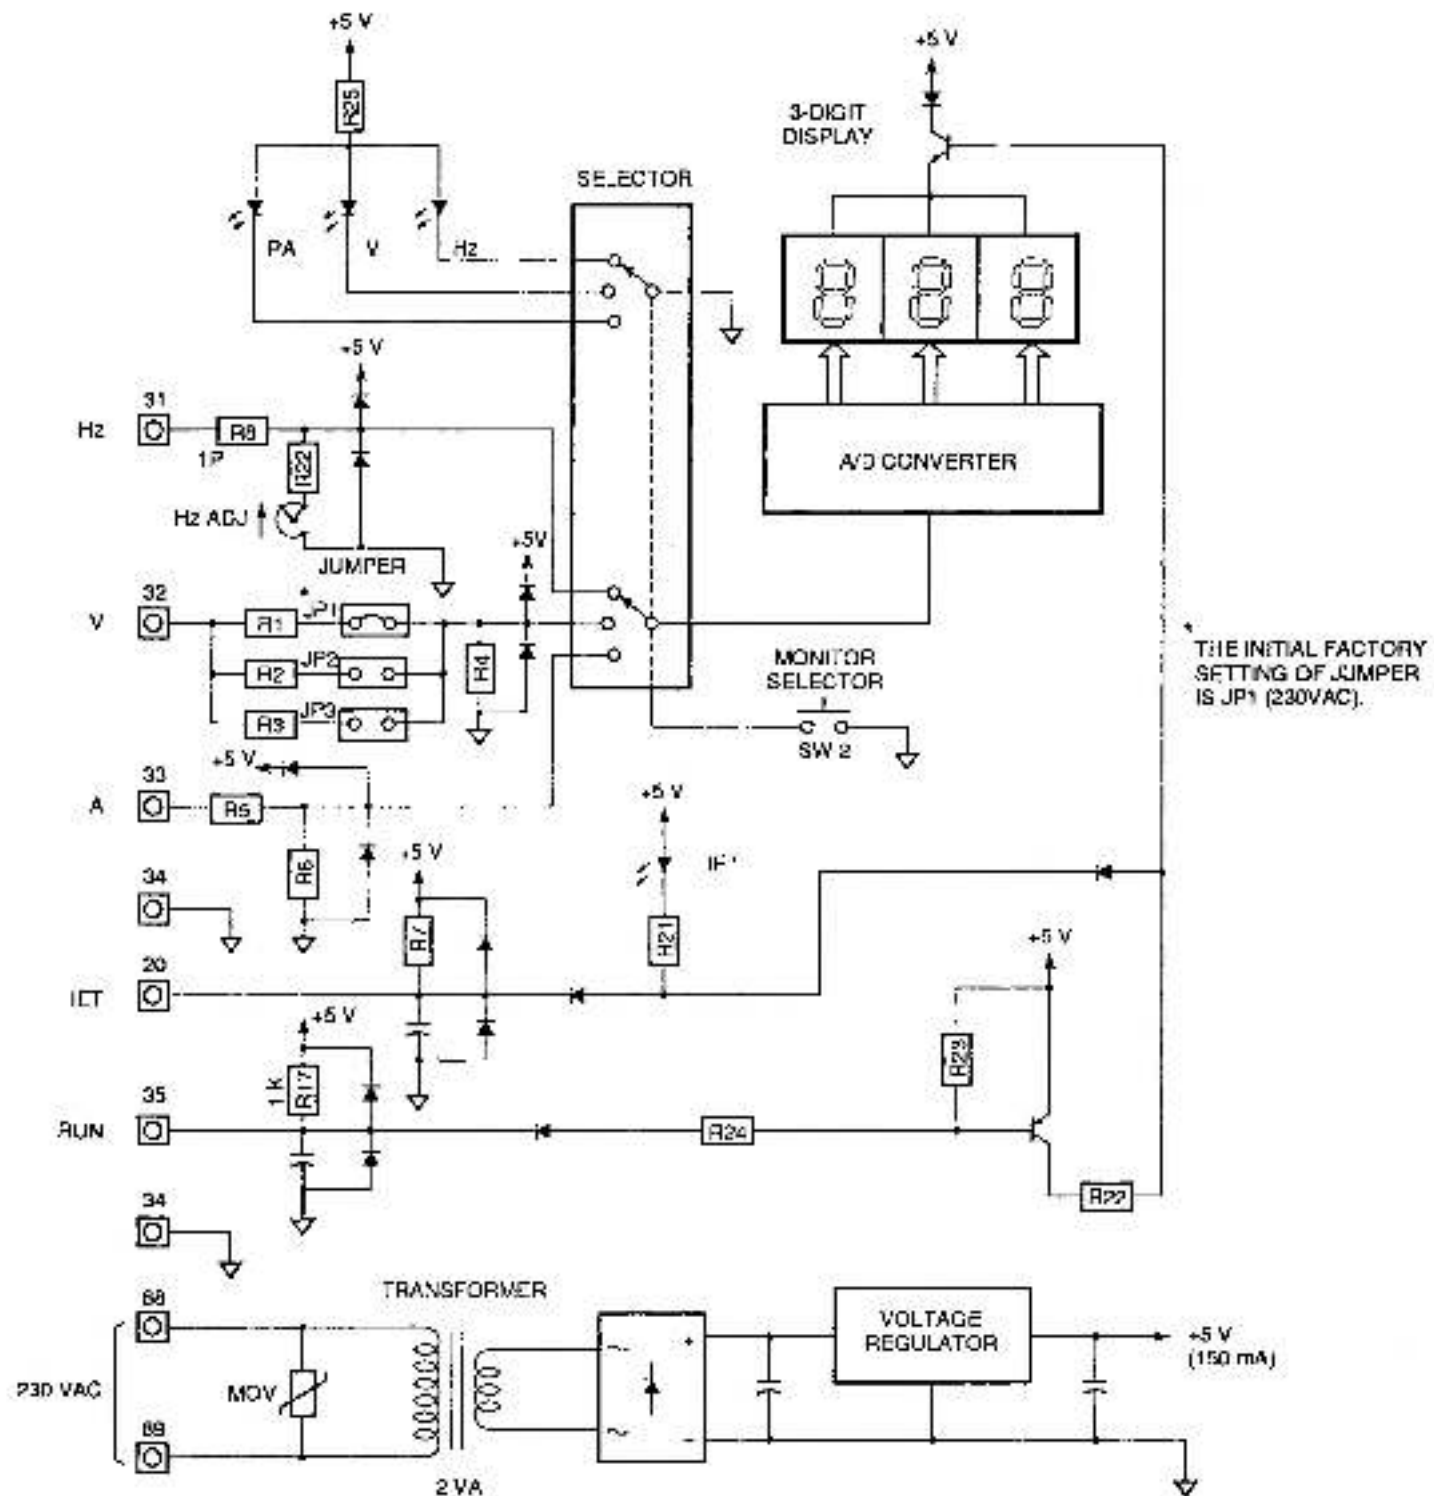 +5 V
+5 V
R25
3-DIGIT
DISPLAY
SELECTOR
PA
V
Hz
+5 V
31
Hz
R8
R22
A/D CONVERTER
Hz ADJ
+5V
JUMPER
32
*
V
R1
JP1
R2
JP2
R3
JP3
R4
MONITOR
SELECTOR
SW 2
*
THE INITIAL FACTORY
SETTING OF JUMPER
IS JP1 (230VAC).
+5 V
33
A
R5
+5 V
+5 V
R6
34
R7
R21
20
+5 V
+5 V
R23
1 K
R17
35
RUN
R24
R22
34
68
TRANSFORMER
VOLTAGE
REGULATOR
+
+5 V
(150 mA)
230 VAC
MOV
~
~
-
69
2 VA